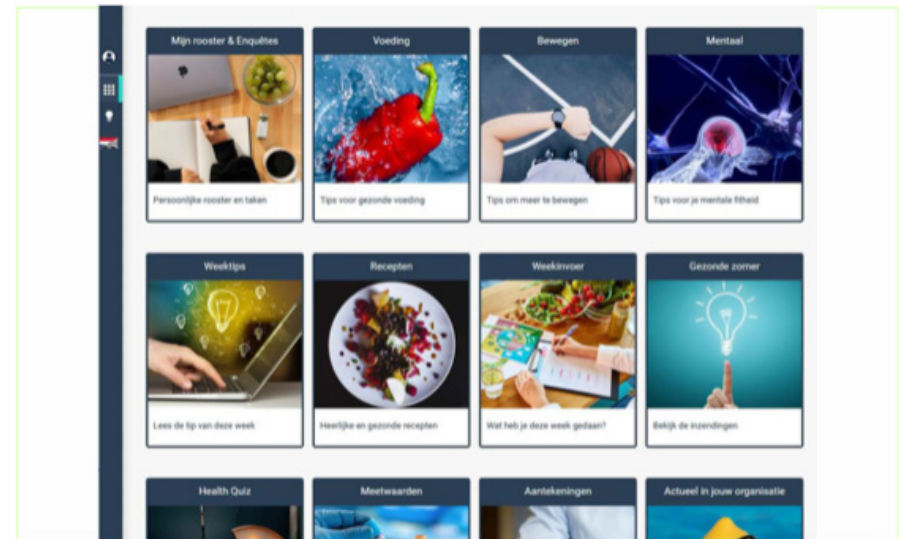 Mijn rooster & Enquêtes
Voeding
Bewegen
Mentaal
Persoonlijke rooster en taken
Tips voor gezonde voeding
Tips om meer te bewegen
Tips voor je mentale fitheid
Weektips
Recepten
Weekinvoer
Gezonde zomer
Lees de tip van deze week
Heerlijke en gezonde recepten
Wat heb je deze week gedaan?
Bekijk de inzendingen
Health Quiz
Meetwaarden
Aantekeningen
Actueel in jouw organisatie